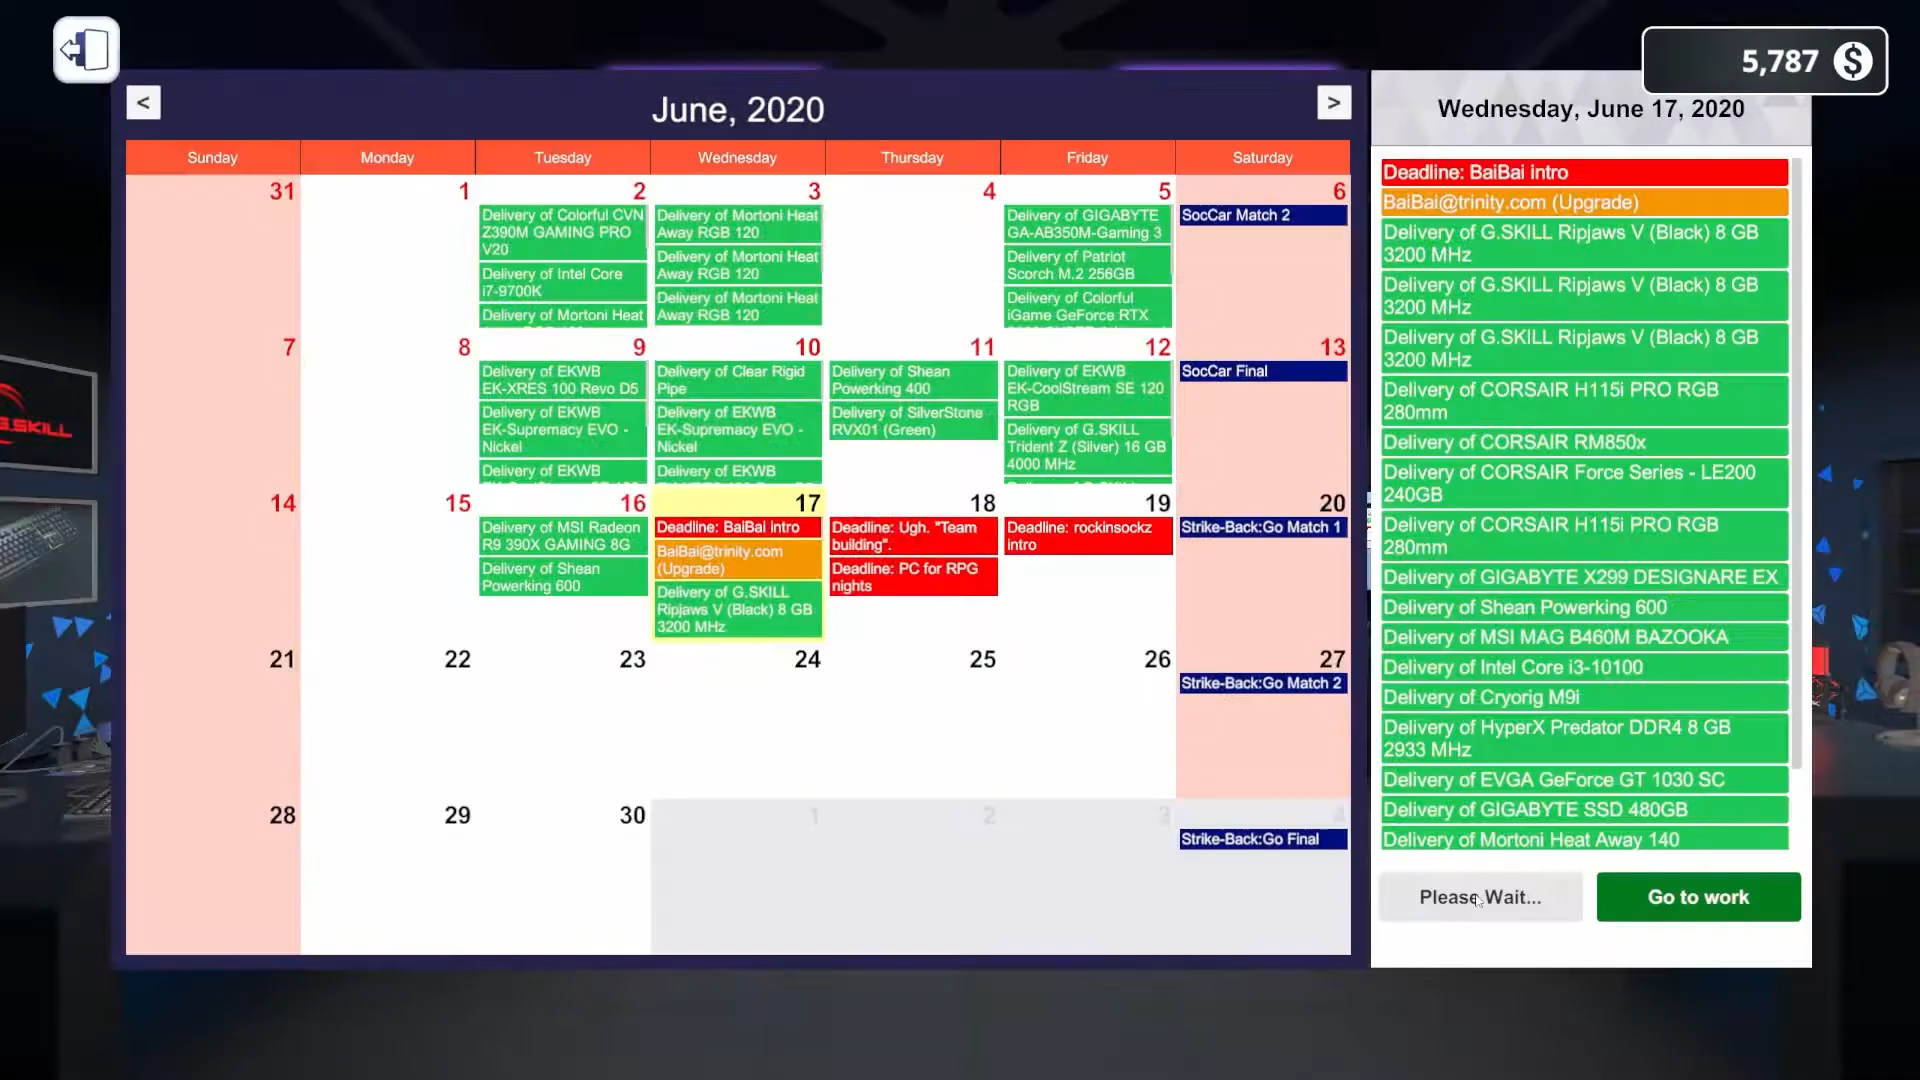 5,787 $
<
June, 2020
>
Wednesday, June 17, 2020
Sunday
Monday
Tuesday
Wednesday
Thursday
Friday
Saturday
31
1
2
Delivery of Colorful CVN
Z390M GAMING PRO
V20
Delivery of Intel Core
i7-9700K
Delivery of Mortoni Heat
3
Delivery of Mortoni Heat
Away RGB 120
Delivery of Mortoni Heat
Away RGB 120
Delivery of Mortoni Heat
Away RGB 120
4
5
Delivery of GIGABYTE
GA-AB350M-Gaming 3
Delivery of Patriot
Scorch M.2 256GB
Delivery of Colorful
iGame GeForce RTX
6
SocCar Match 2
7
8
9
Delivery of EKWB
EK-XRES 100 Revo D5
Delivery of EKWB
EK-Supremacy EVO -
Nickel
Delivery of EKWB
10
Delivery of Clear Rigid
Pipe
Delivery of EKWB
EK-Supremacy EVO -
Nickel
Delivery of EKWB
11
Delivery of Shean
Powerking 400
Delivery of SilverStone
RVX01 (Green)
12
Delivery of EKWB
EK-CoolStream SE 120
RGB
Delivery of G.SKILL
Trident Z (Silver) 16 GB
4000 MHz
13
SocCar Final
14
15
16
Delivery of MSI Radeon
R9 390X GAMING 8G
Delivery of Shean
Powerking 600
17
Deadline: BaiBai intro
BaiBai@trinity.com
(Upgrade)
Delivery of G.SKILL
Ripjaws V (Black) 8 GB
3200 MHz
18
Deadline: Ugh. "Team
building".
Deadline: PC for RPG
nights
19
Deadline: rockinsockz
intro
20
Strike-Back:Go Match 1
21
22
23
24
25
26
27
Strike-Back:Go Match 2
28
29
30
1
2
3
4
Strike-Back:Go Final
Deadline: BaiBai intro
BaiBai@trinity.com (Upgrade)
Delivery of G.SKILL Ripjaws V (Black) 8 GB
3200 MHz
Delivery of G.SKILL Ripjaws V (Black) 8 GB
3200 MHz
Delivery of G.SKILL Ripjaws V (Black) 8 GB
3200 MHz
Delivery of CORSAIR H115i PRO RGB
280mm
Delivery of CORSAIR RM850x
Delivery of CORSAIR Force Series - LE200
240GB
Delivery of CORSAIR H115i PRO RGB
280mm
Delivery of GIGABYTE X299 DESIGNARE EX
Delivery of Shean Powerking 600
Delivery of MSI MAG B460M BAZOOKA
Delivery of Intel Core i3-10100
Delivery of Cryorig M9i
Delivery of HyperX Predator DDR4 8 GB
2933 MHz
Delivery of EVGA GeForce GT 1030 SC
Delivery of GIGABYTE SSD 480GB
Delivery of Mortoni Heat Away 140
Please Wait...
Go to work
G.SKILL